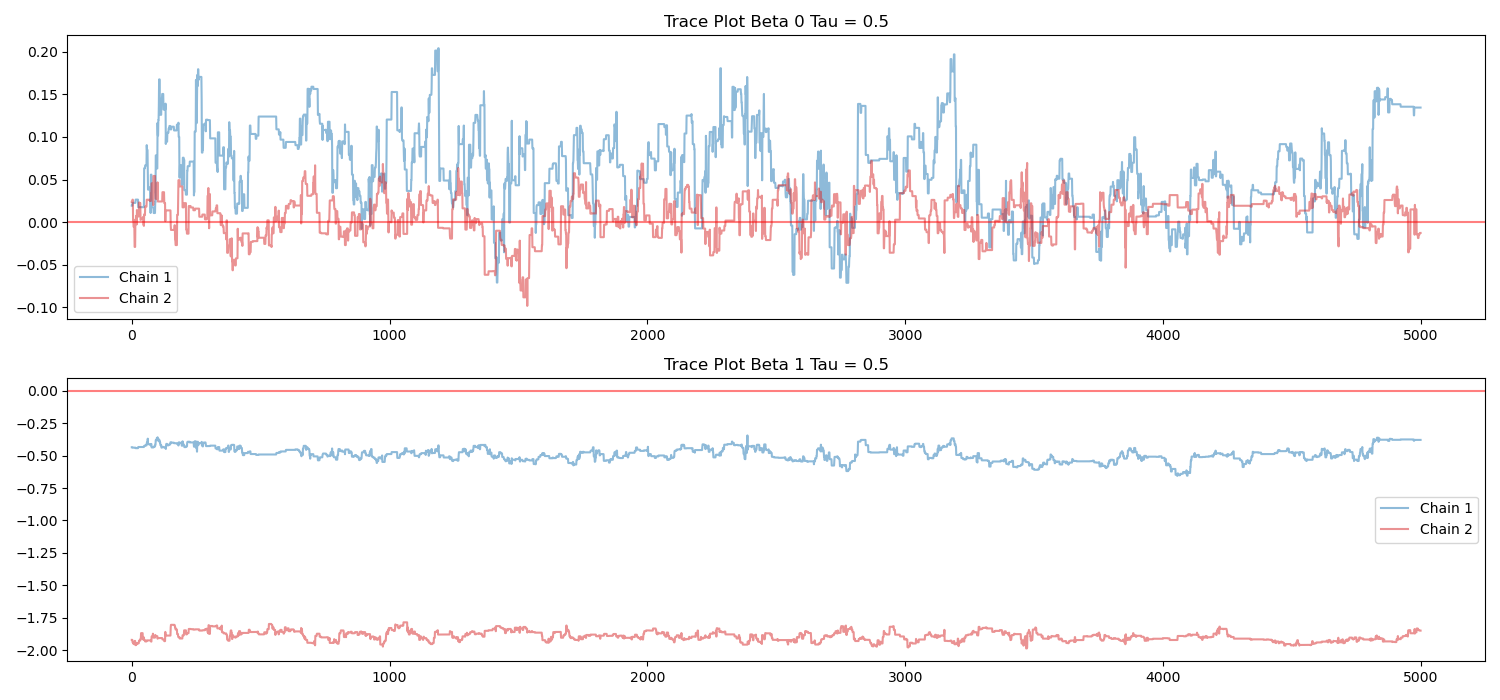 Trace Plot Beta 0 Tau = 0.5
0.20
0.15
0.10
0.05
0.00
−0.05
−0.10
Chain 1
Chain 2
0 1000 2000 3000 4000 5000
Trace Plot Beta 1 Tau = 0.5
0.00
−0.25
−0.50
−0.75
−1.00
−1.25
−1.50
−1.75
−2.00
Chain 1
Chain 2
0 1000 2000 3000 4000 5000